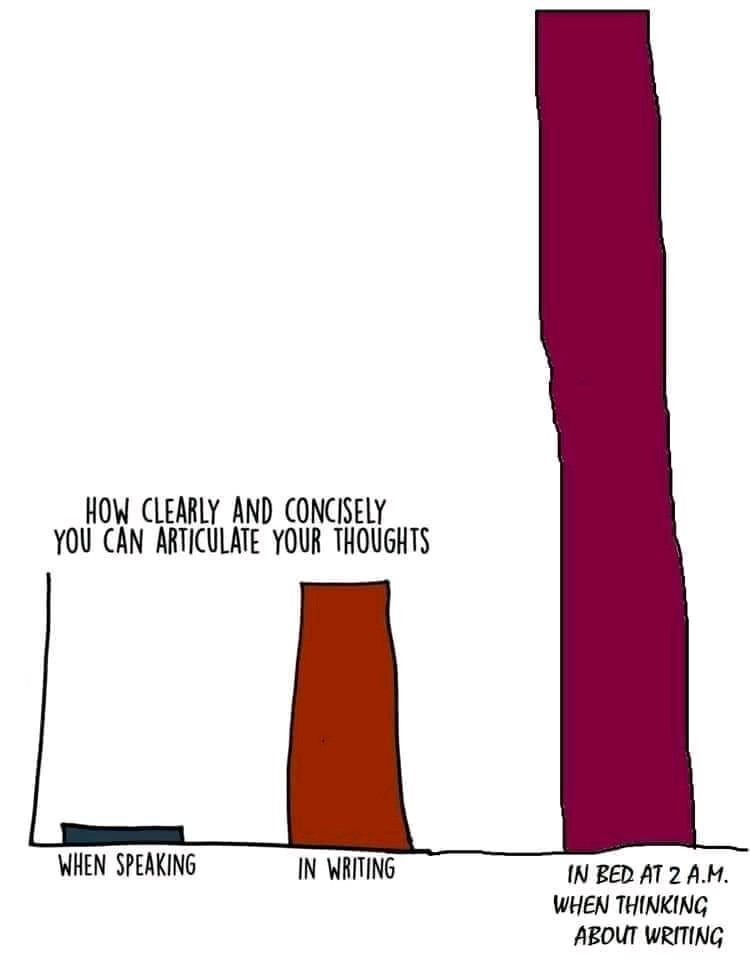 HOW CLEARLY AND CONCISELY
YOU CAN ARTICULATE YOUR THOUGHTS
WHEN SPEAKING
IN WRITING
IN BED AT 2 A.M.
WHEN THINKING
ABOUT WRITING